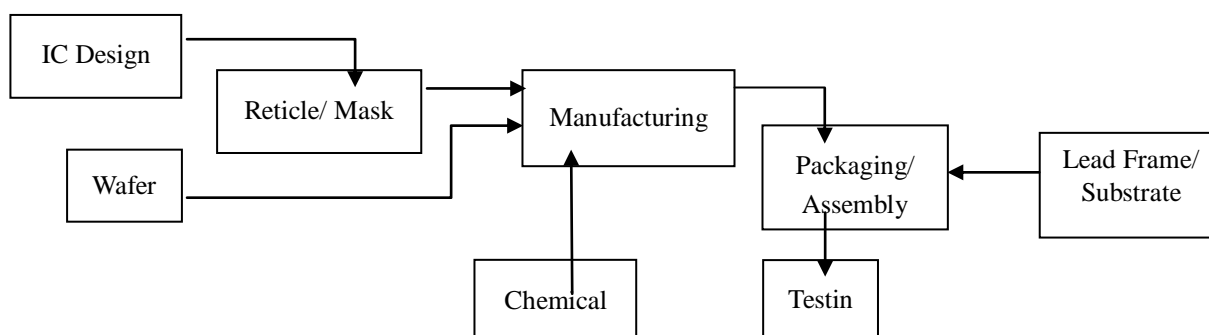 IC Design
Reticle/ Mask
Manufacturing
Wafer
Packaging/
Assembly
Lead Frame/
Substrate
Chemical
Testin